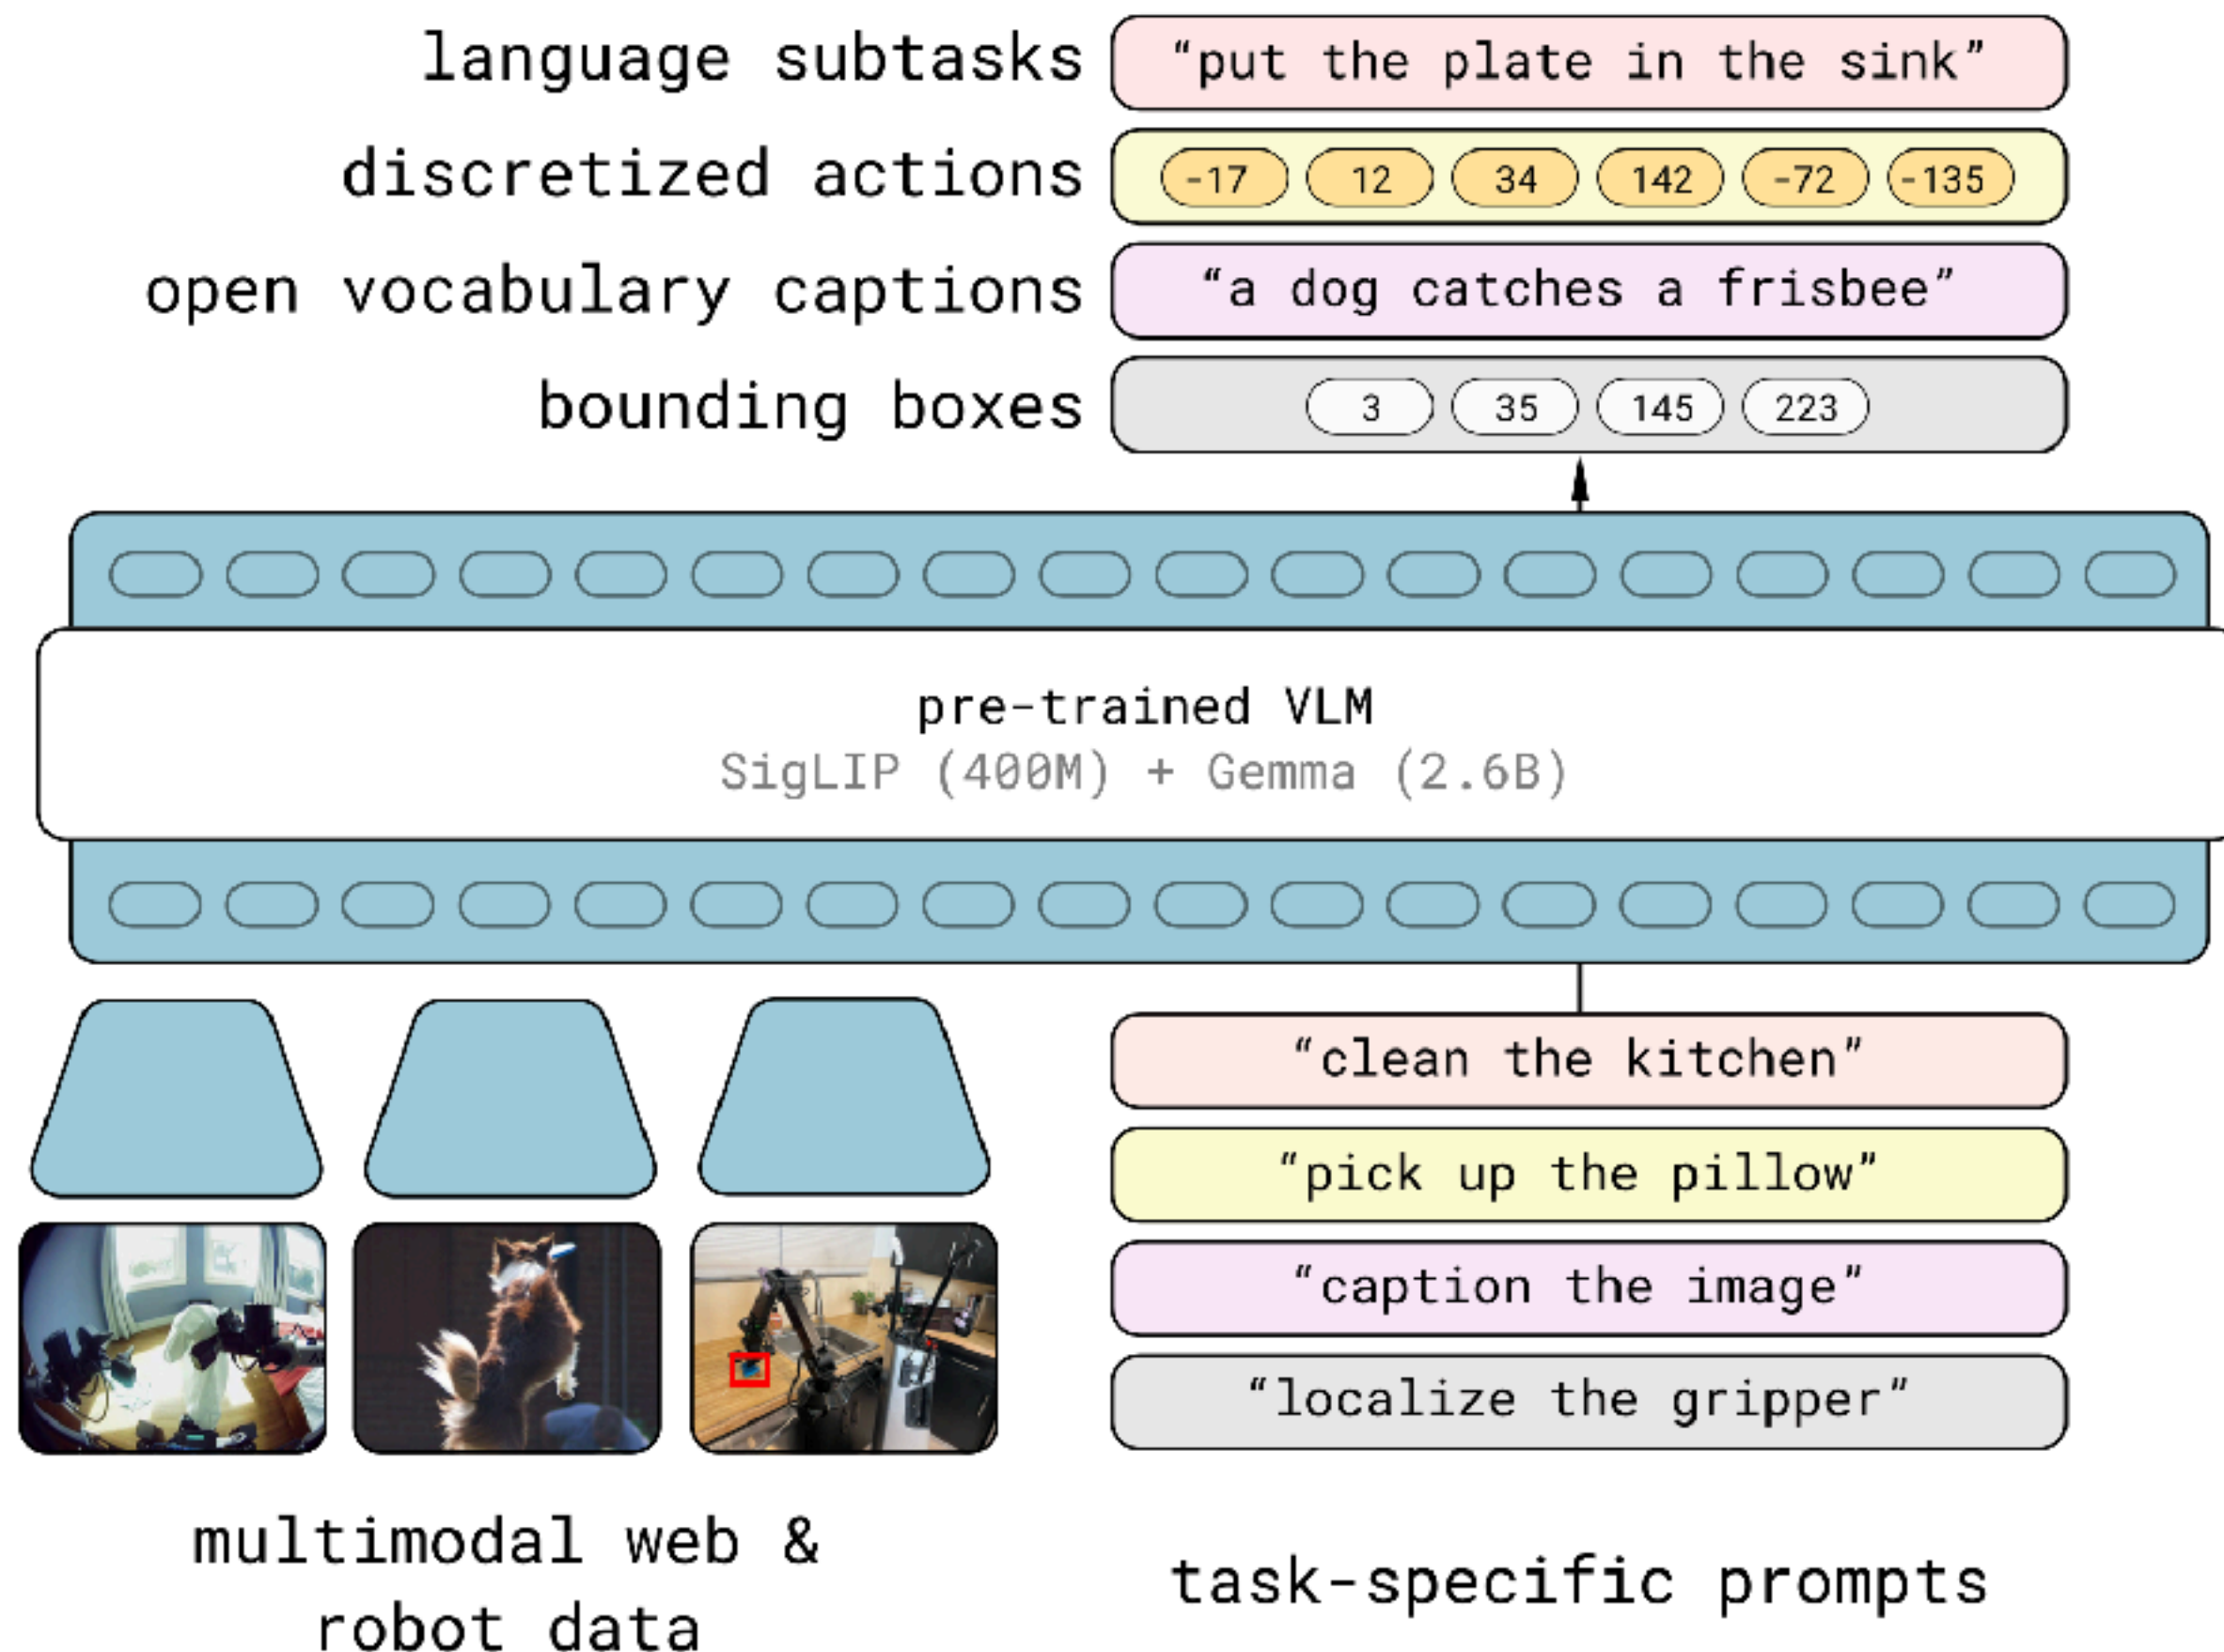 language subtasks “put the plate in the sink”
discretized actions -17 12 34 142 -72 -135
open vocabulary captions “a dog catches a frisbee”
bounding boxes 3 35 145 223
pre-trained VLM
SigLIP (400M) + Gemma (2.6B)
“clean the kitchen”
“pick up the pillow”
“caption the image”
“localize the gripper”
multimodal web &
robot data
task-specific prompts